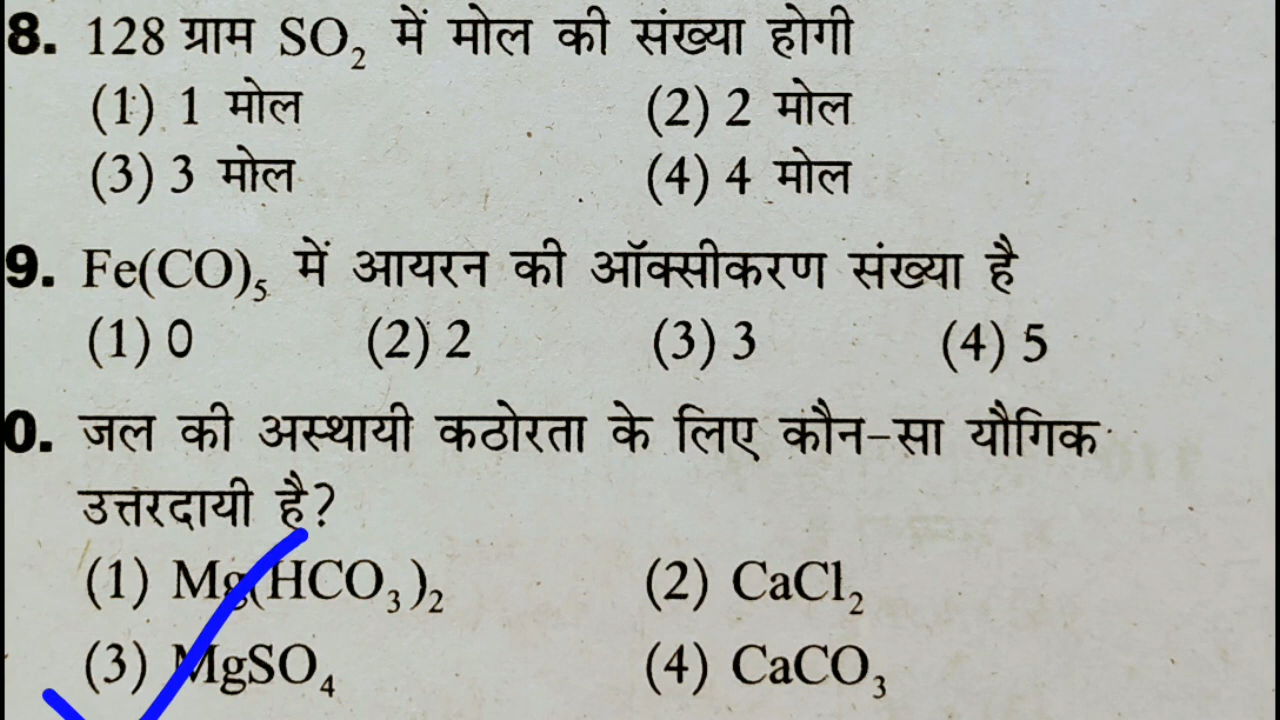 8. 128 ग्राम SO₂ में मोल की संख्या होगी
(1) 1 मोल (2) 2 मोल
(3) 3 मोल (4) 4 मोल
9. Fe(CO)₅ में आयरन की ऑक्सीकरण संख्या है
(1) 0 (2) 2 (3) 3 (4) 5
0. जल की अस्थायी कठोरता के लिए कौन-सा यौगिक
उत्तरदायी है?
(1) Mg(HCO₃)₂ (2) CaCl₂
(3) MgSO₄ (4) CaCO₃